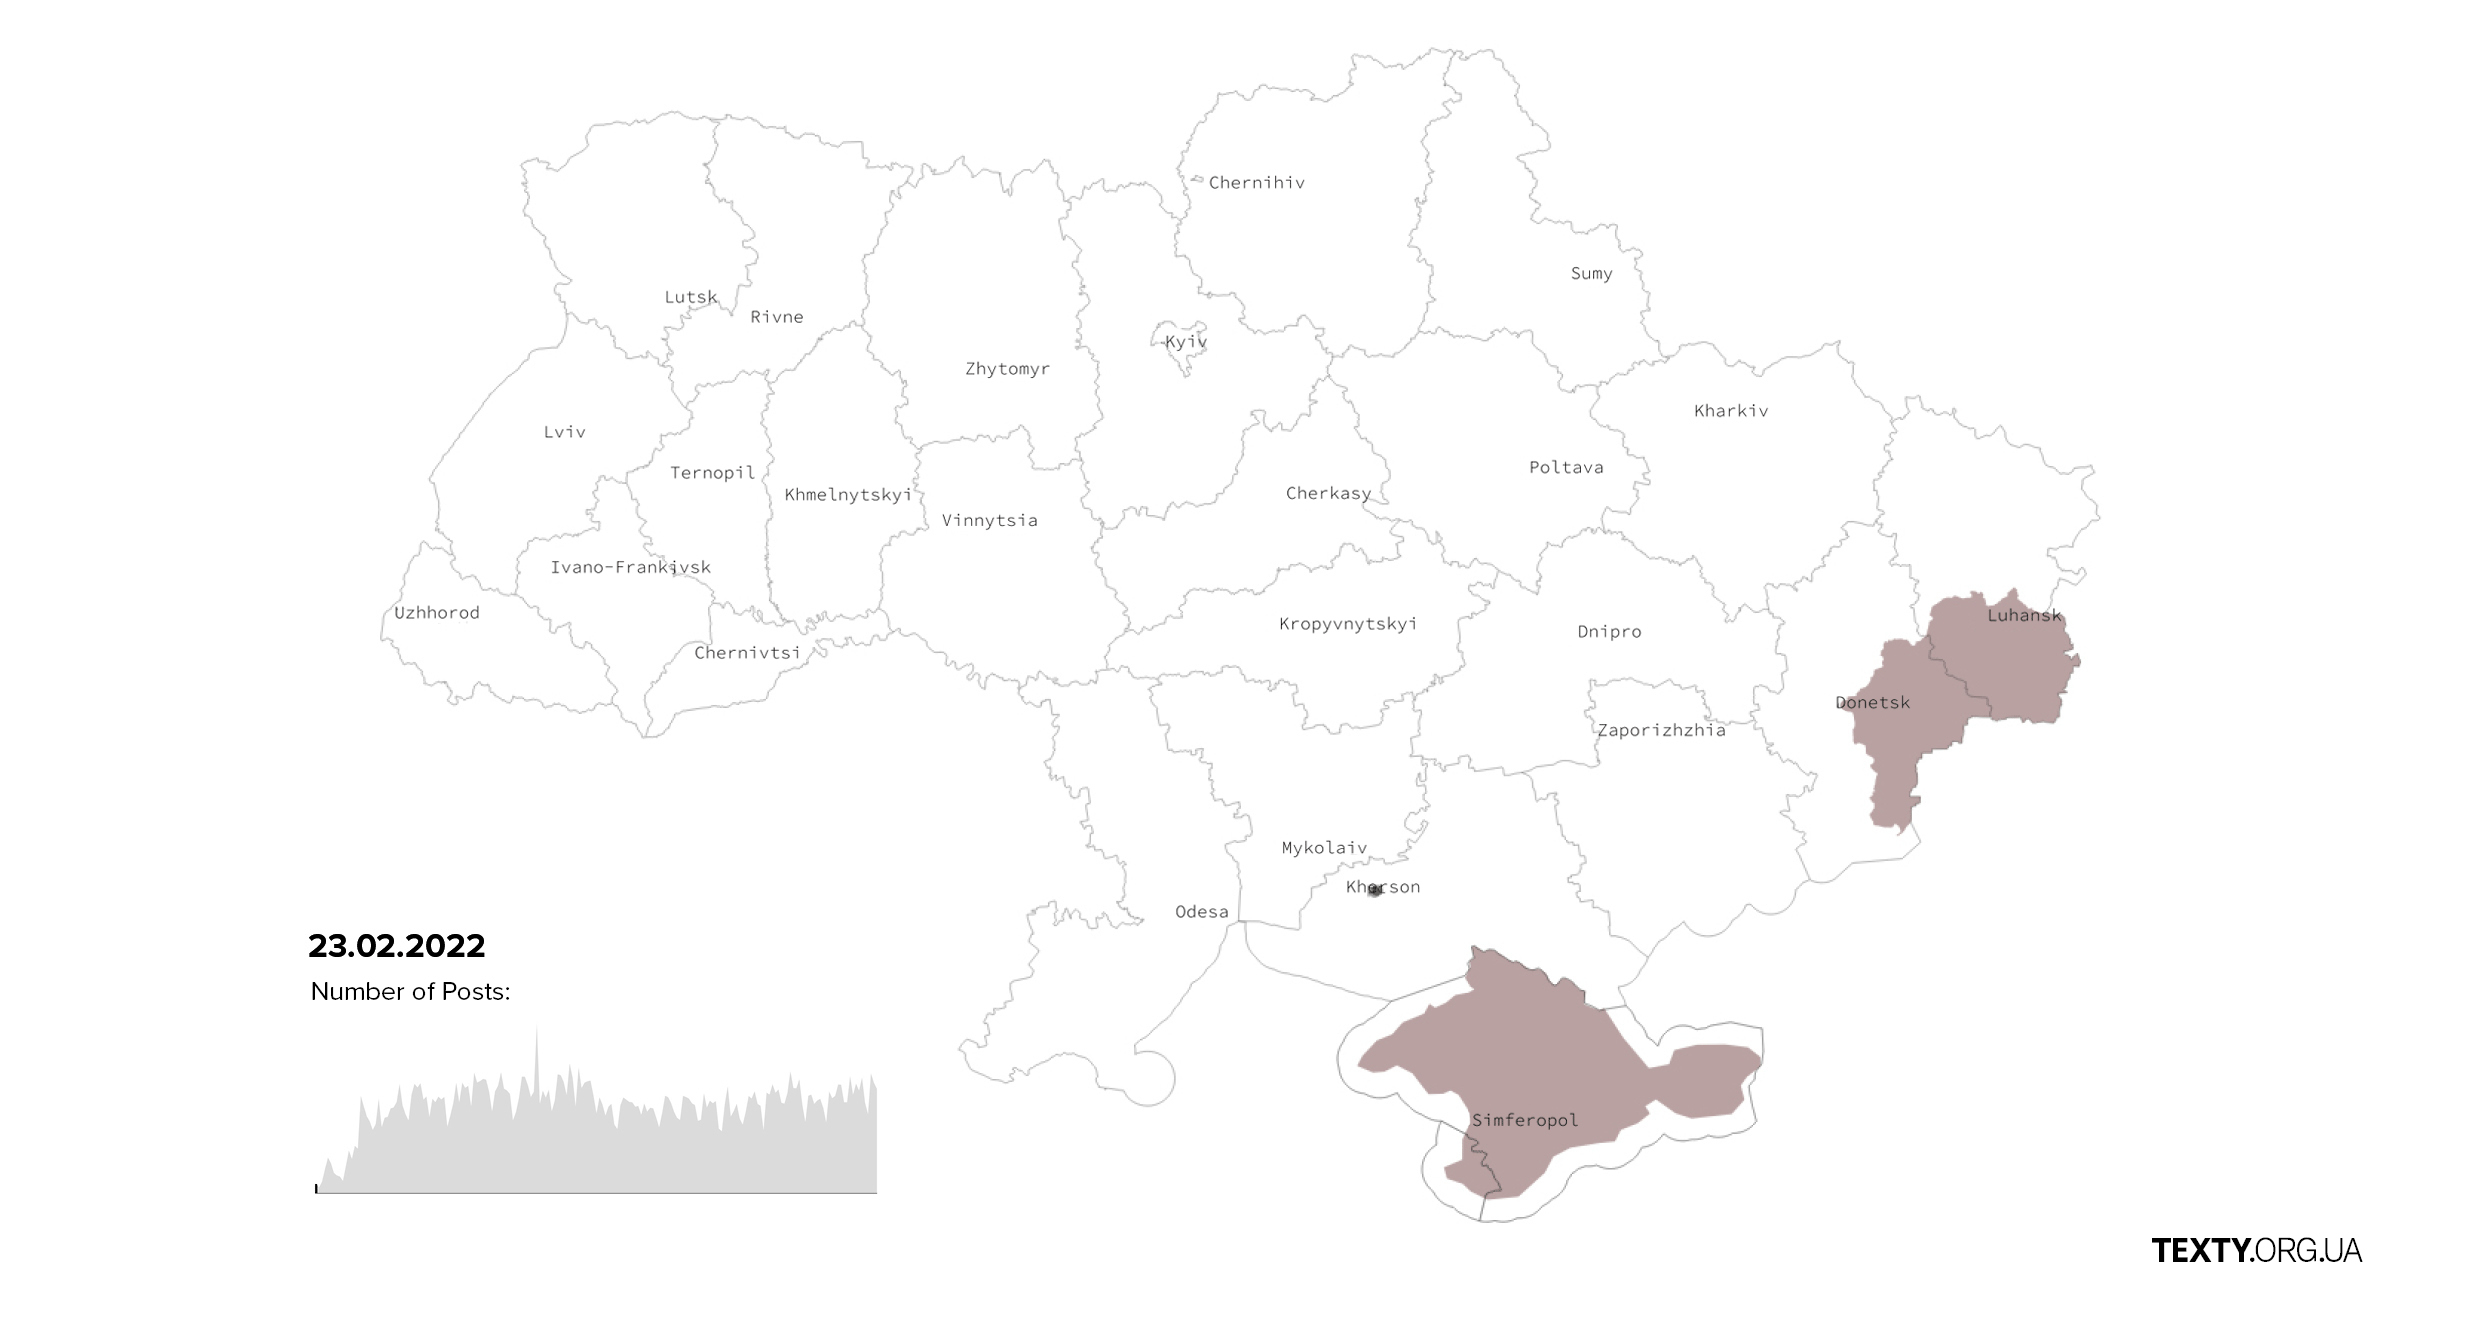 Chernihiv
Sumy
Lutsk
Rivne
Kyiv
Zhytomyr
Kharkiv
Lviv
Poltava
Ternopil
Khmelnytskyi
Cherkasy
Vinnytsia
Ivano-Frankivsk
Uzhhorod
Luhansk
Kropyvnytskyi
Dnipro
Chernivtsi
Donetsk
Zaporizhzhia
Mykolaiv
Kherson
Odesa
23.02.2022
Number of Posts:
Simferopol
TEXTY.ORG.UA